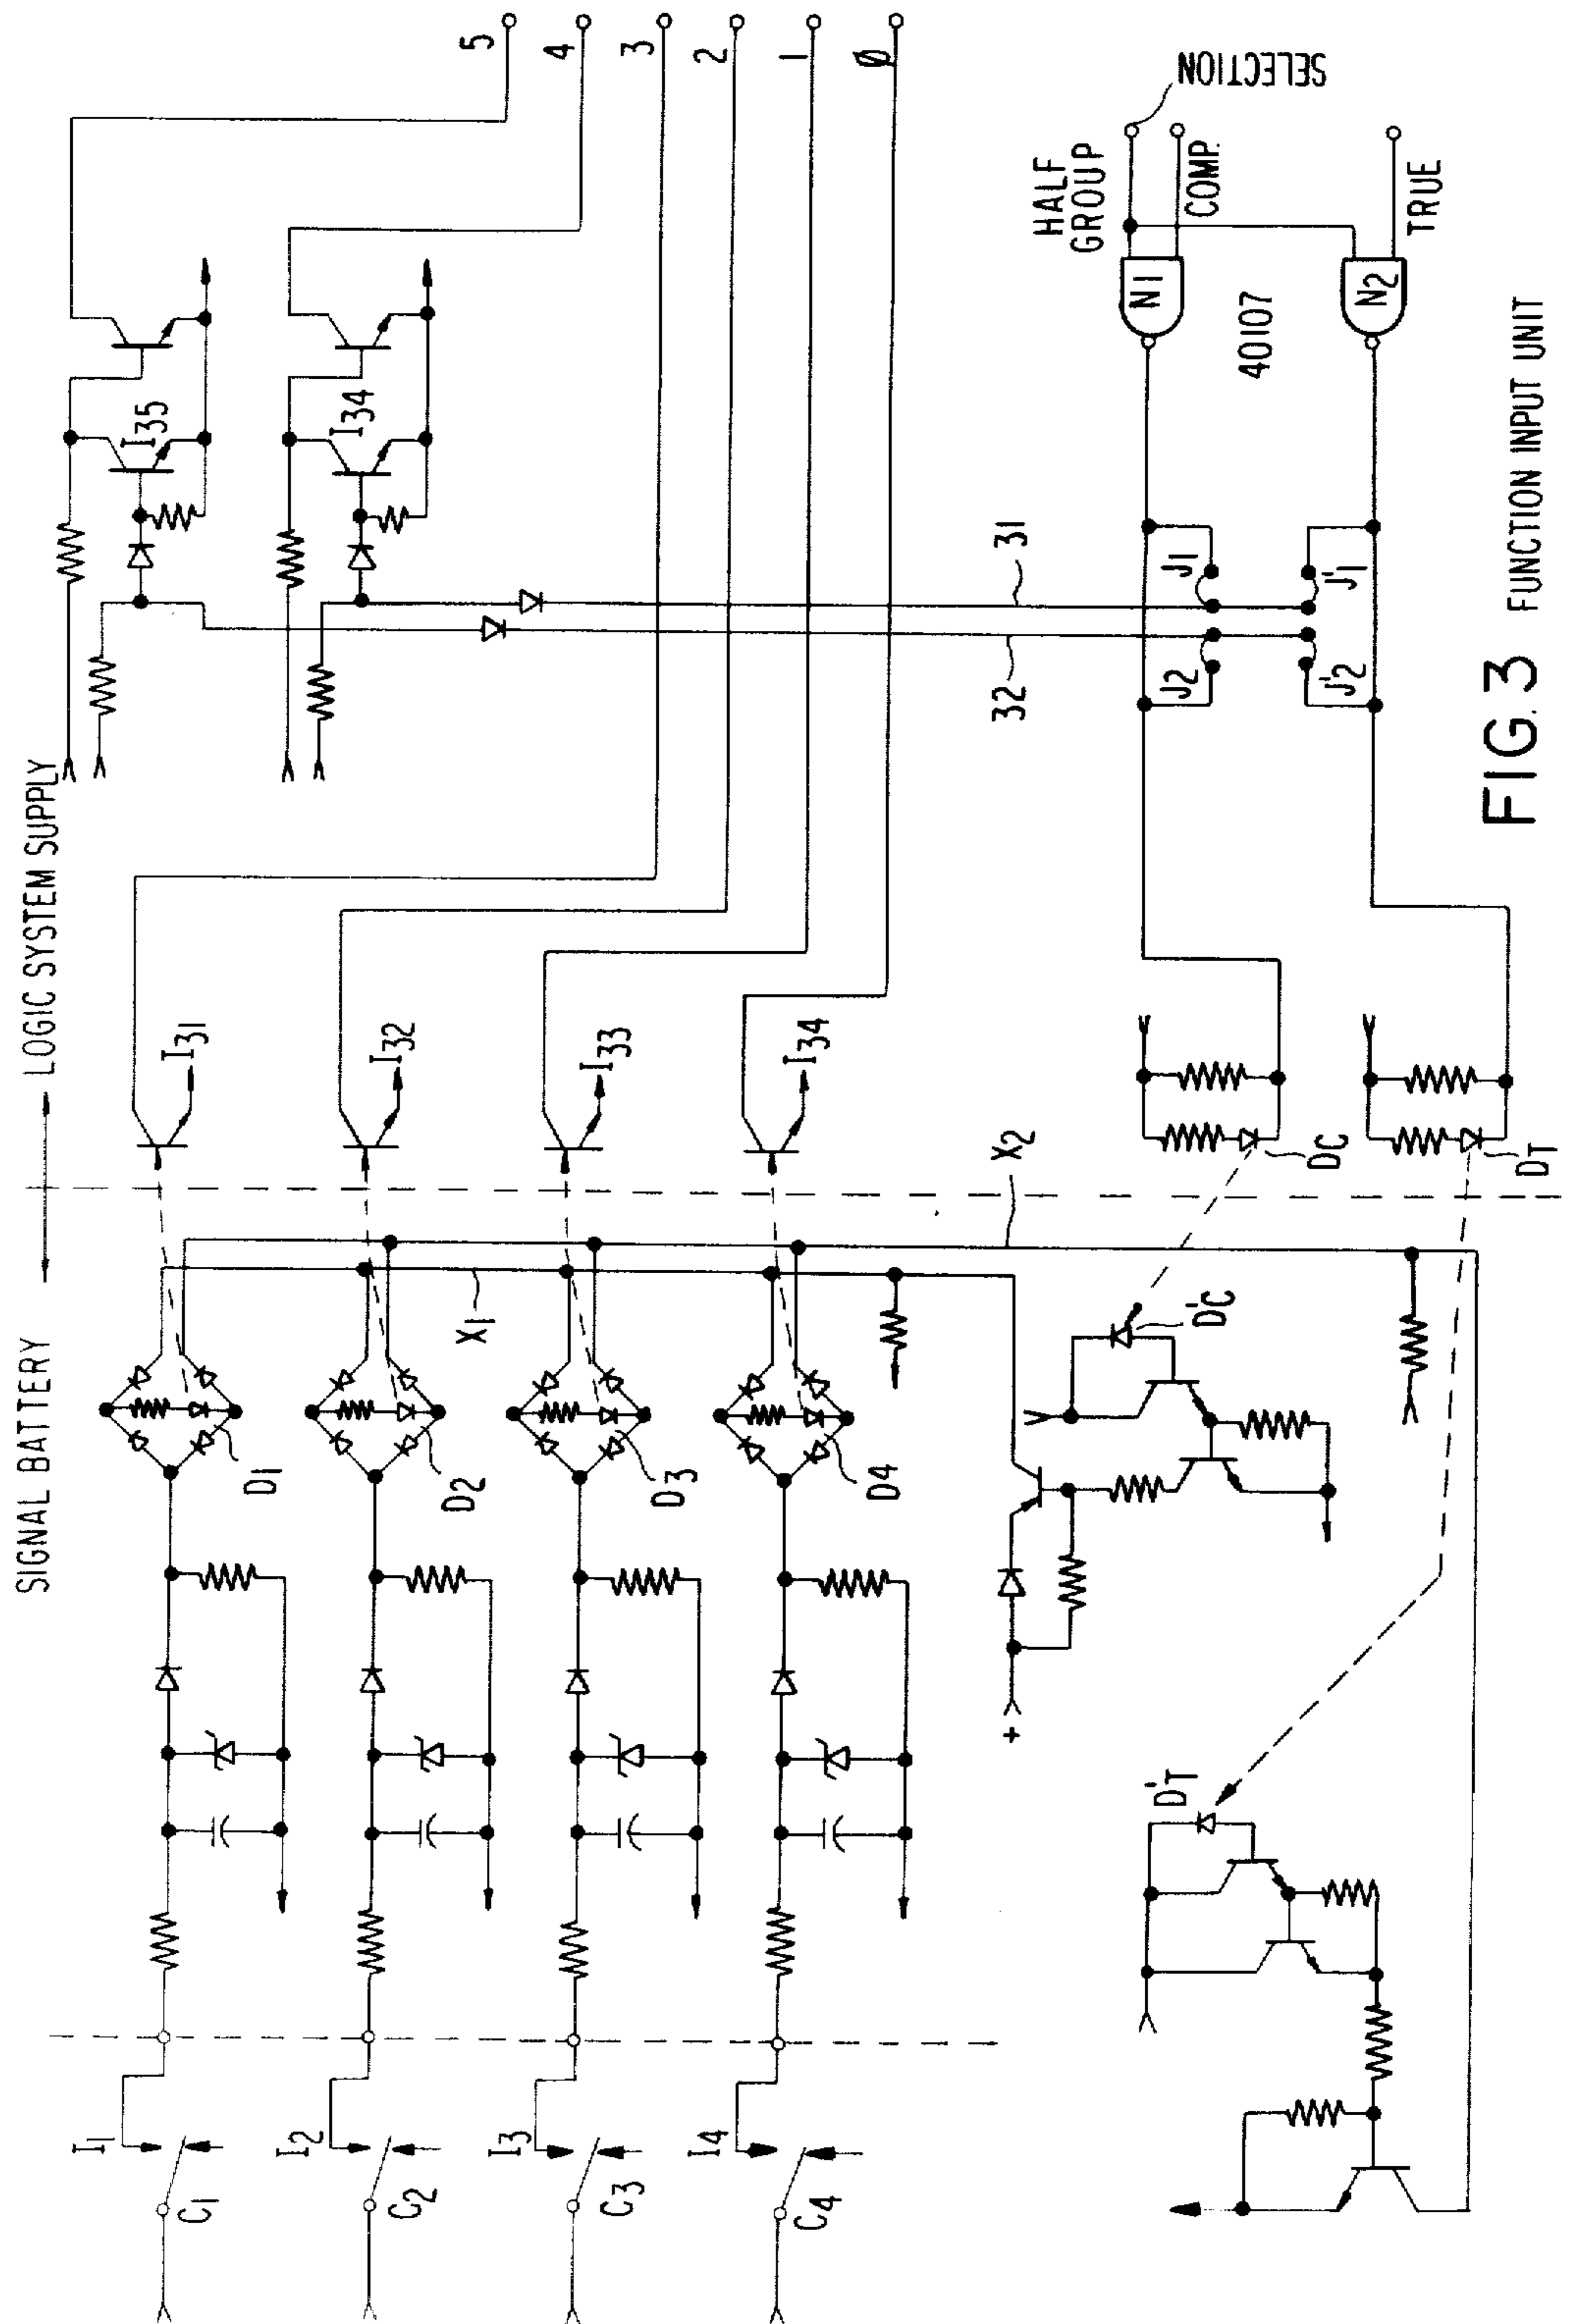 SIGNAL BATTERY
LOGIC SYSTEM SUPPLY
I1
C1
D1
I31
I35
5
I2
C2
D2
I32
I34
4
3
2
1
Ø
I3
C3
D3
I33
I4
C4
D4
I34
X1
X2
+
D'C
DC
D'T
DT
32
31
J2
J1
J'2
J'1
N1
40107
N2
HALF
GROUP
COMP.
SELECTION
TRUE
FIG. 3 FUNCTION INPUT UNIT